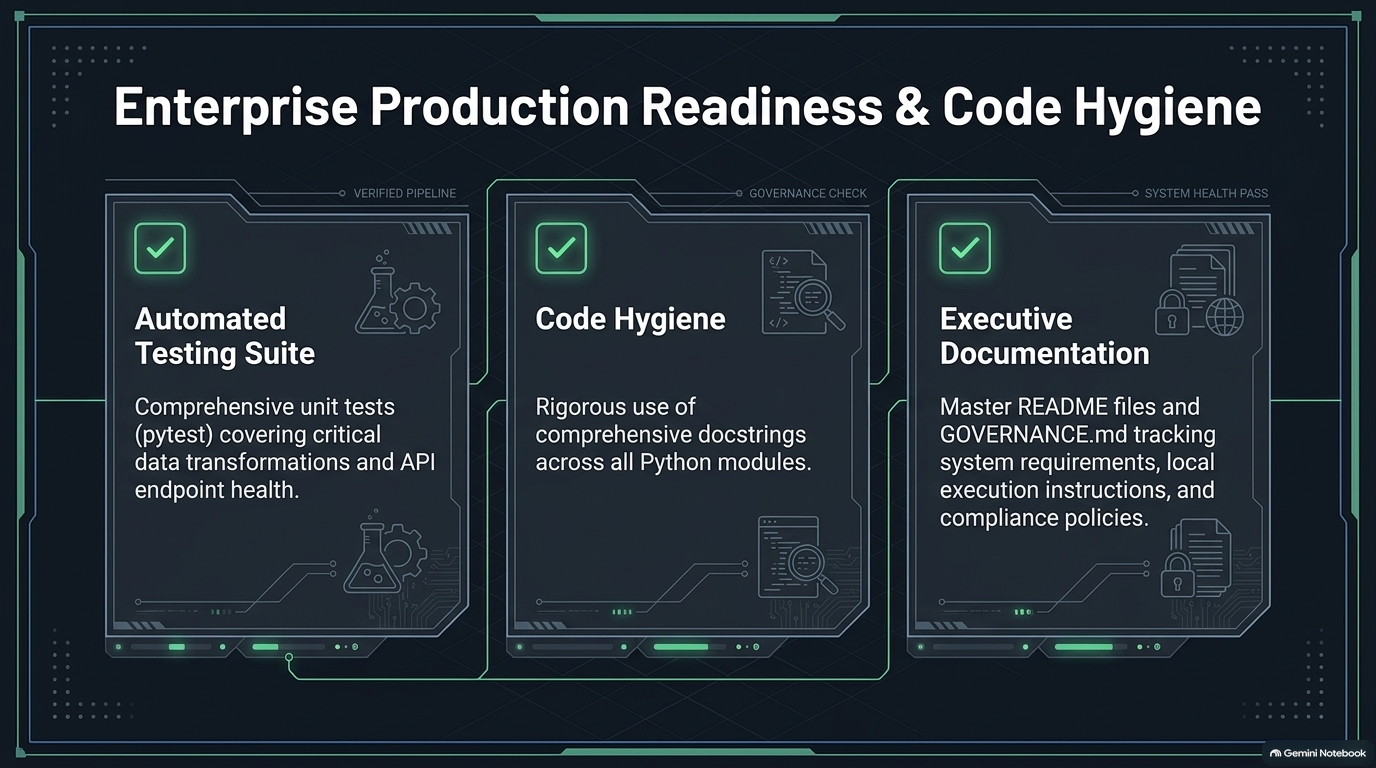 Enterprise Production Readiness & Code Hygiene
VERIFIED PIPELINE
Automated
Testing Suite
Comprehensive unit tests
(pytest) covering critical
data transformations and API
endpoint health.
GOVERNANCE CHECK
</>
Code Hygiene
</>
Rigorous use of
comprehensive docstrings
across all Python modules.
SYSTEM HEALTH PASS
Executive
Documentation
Master README files and
GOVERNANCE.md tracking
system requirements, local
execution instructions, and
compliance policies.
Gemini Notebook